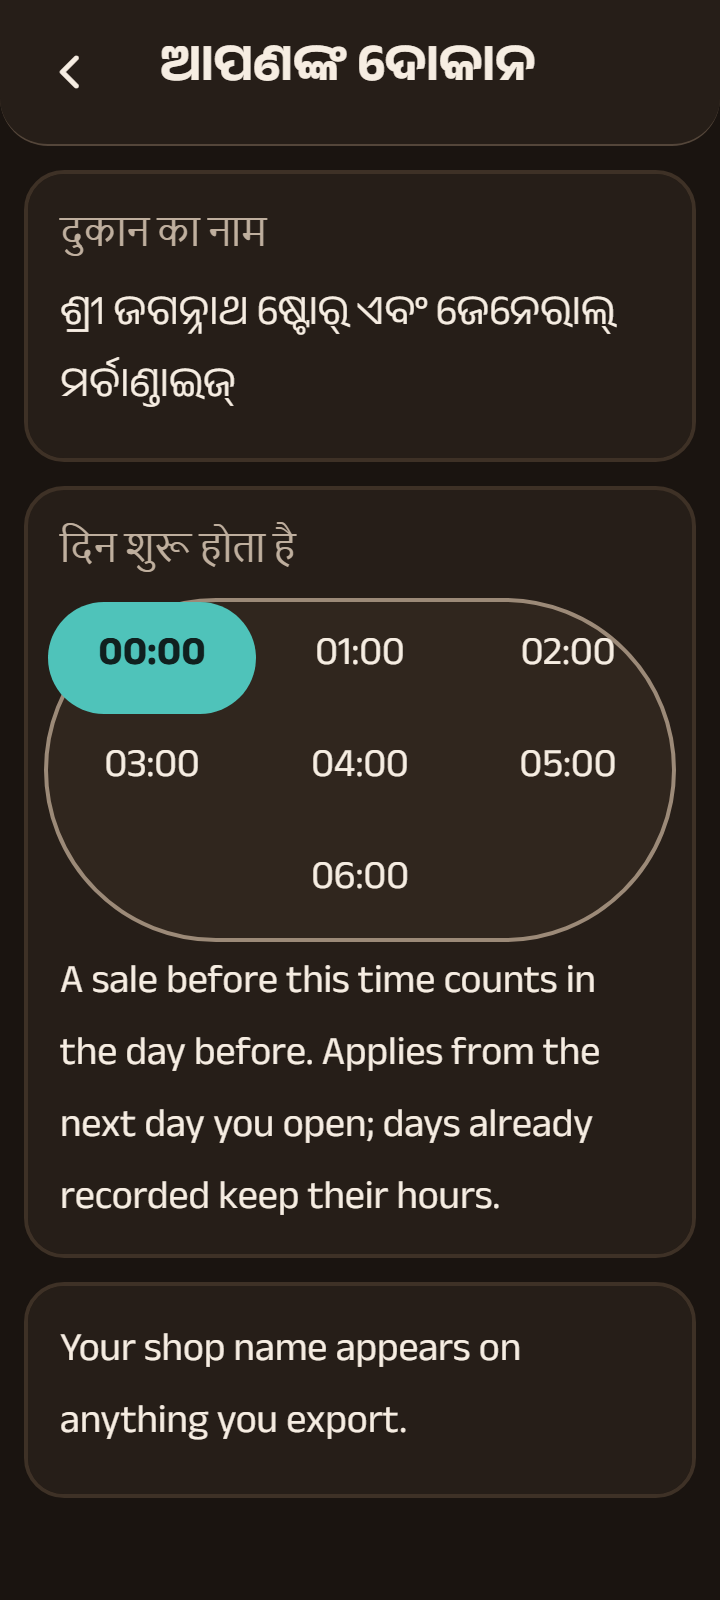 ଆପଣଙ୍କ ଦୋକାନ
दुकान का नाम
ଶ୍ରୀ ଜଗନ୍ନାଥ ଷ୍ଟୋର୍ ଏବଂ ଜେନେରାଲ୍
ମର୍ଚାଣ୍ଡାଇଜ୍
दिन शुरू होता है
00:00 01:00 02:00
03:00 04:00 05:00
06:00
A sale before this time counts in
the day before. Applies from the
next day you open; days already
recorded keep their hours.
Your shop name appears on
anything you export.